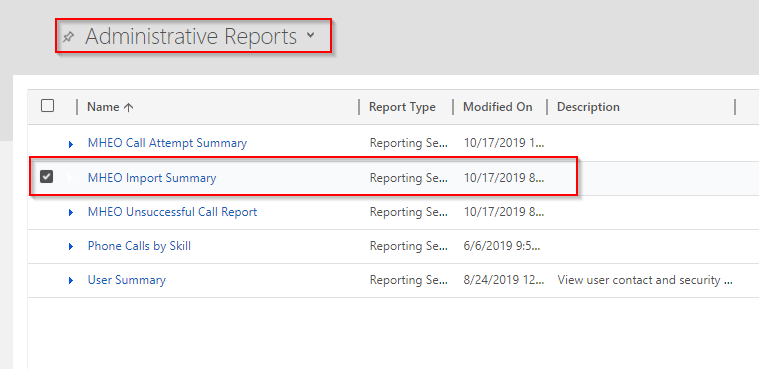 Administrative Reports
Name Report Type Modified On Description
MHEO Call Attempt Summary Reporting Se... 10/17/2019 1...
MHEO Import Summary Reporting Se... 10/17/2019 8...
MHEO Unsuccessful Call Report Reporting Se... 10/17/2019 8...
Phone Calls by Skill Reporting Se... 6/6/2019 9:5...
User Summary Reporting Se... 8/24/2019 12... View user contact and security ...